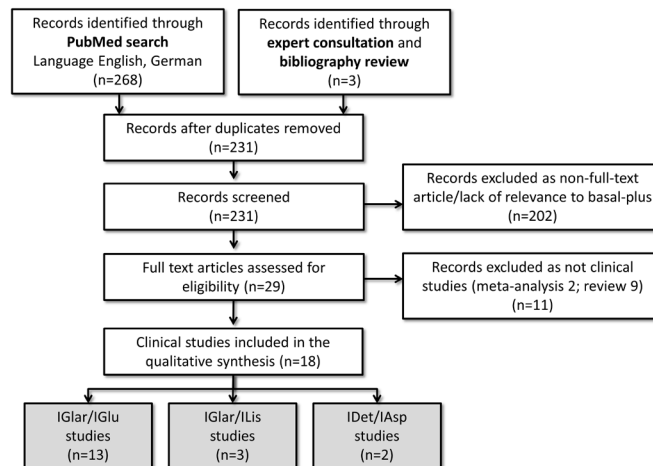 Records identified through
PubMed search
Language English, German
(n=268)
Records identified through
expert consultation and
bibliography review
(n=3)
Records after duplicates removed
(n=231)
Records screened
(n=231)
Records excluded as non-full-text
article/lack of relevance to basal-plus
(n=202)
Full text articles assessed for
eligibility (n=29)
Records excluded as not clinical
studies (meta-analysis 2; review 9)
(n=11)
Clinical studies included in the
qualitative synthesis (n=18)
IGlar/IGlu
studies
(n=13)
IGlar/ILis
studies
(n=3)
IDet/IAsp
studies
(n=2)